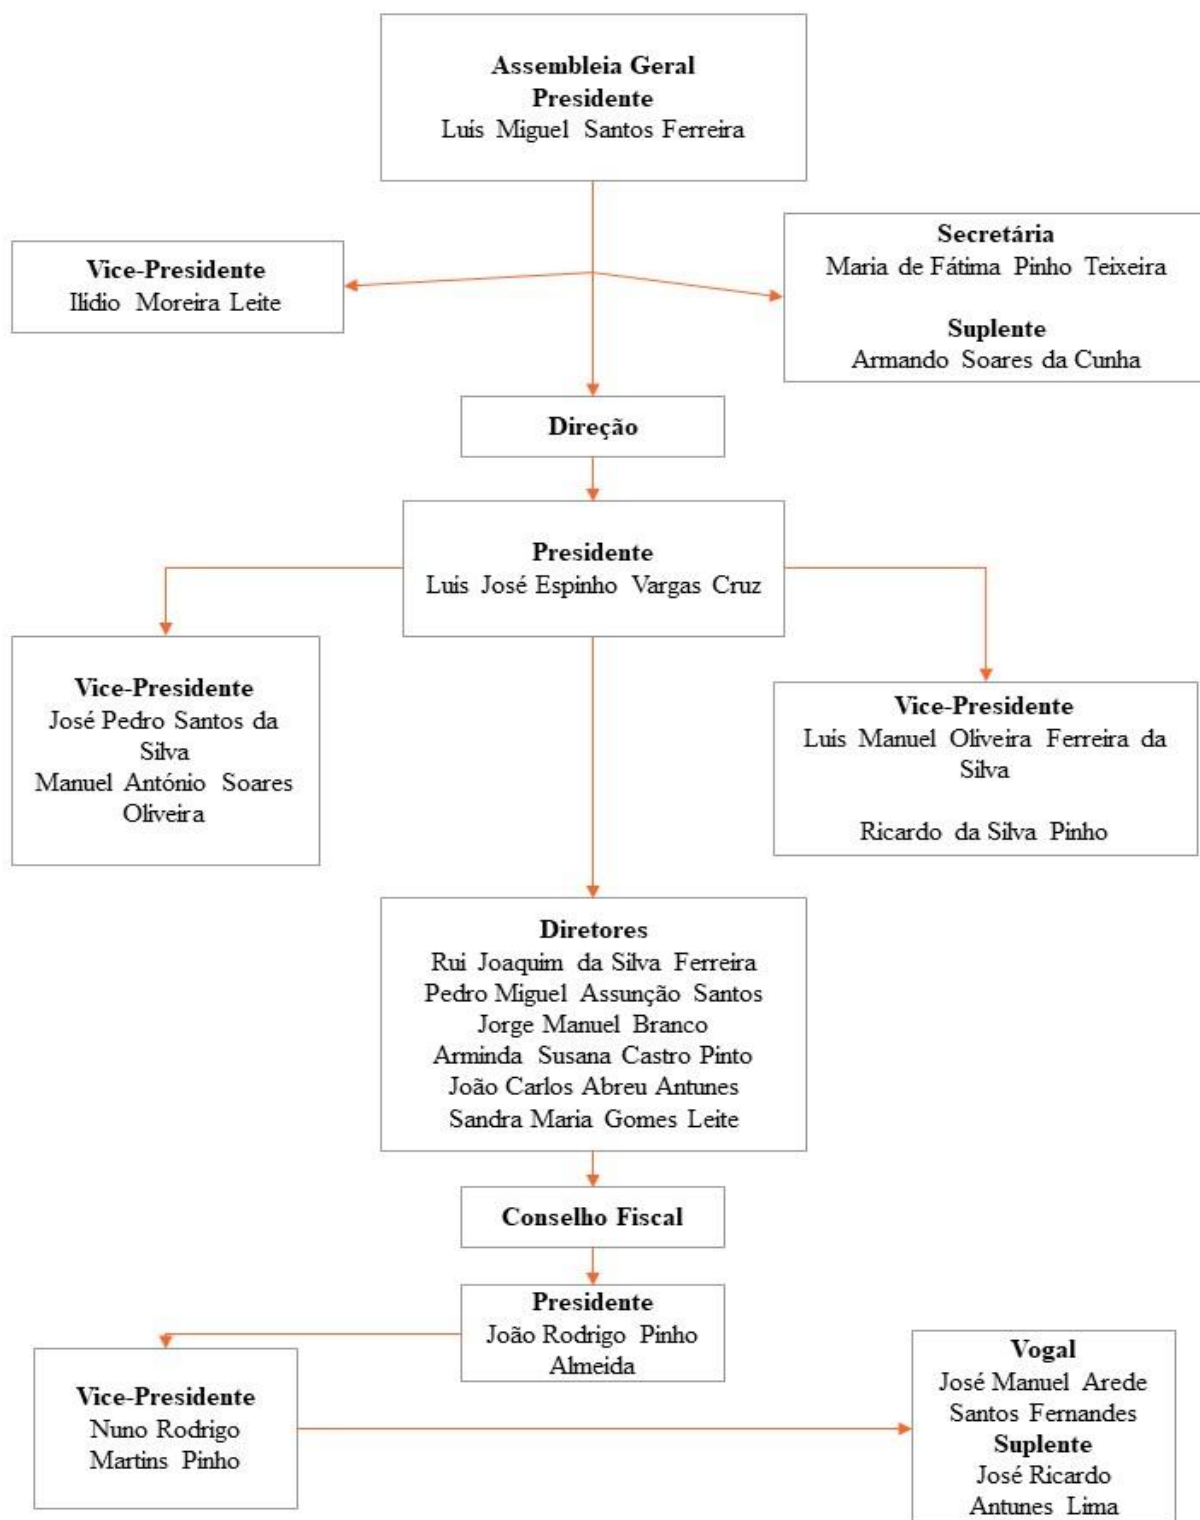 Assembleia Geral
Presidente
Luís Miguel Santos Ferreira
Vice-Presidente
Ilídio Moreira Leite
Secretária
Maria de Fátima Pinho Teixeira
Suplente
Armando Soares da Cunha
Direção
Presidente
Luís José Espinho Vargas Cruz
Vice-Presidente
José Pedro Santos da
Silva
Manuel António Soares
Oliveira
Vice-Presidente
Luís Manuel Oliveira Ferreira da
Silva
Ricardo da Silva Pinho
Diretores
Rui Joaquim da Silva Ferreira
Pedro Miguel Assunção Santos
Jorge Manuel Branco
Arminda Susana Castro Pinto
João Carlos Abreu Antunes
Sandra Maria Gomes Leite
Conselho Fiscal
Presidente
João Rodrigo Pinho
Almeida
Vice-Presidente
Nuno Rodrigo
Martins Pinho
Vogal
José Manuel Arede
Santos Fernandes
Suplente
José Ricardo
Antunes Lima